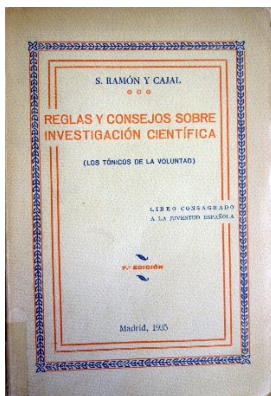 S. RAMÓN Y CAJAL
REGLAS Y CONSEJOS SOBRE
INVESTIGACIÓN CIENTÍFICA
(LOS TÓNICOS DE LA VOLUNTAD)
LIBRO CONSAGRADO
A LA JUVENTUD ESPAÑOLA
7.ª EDICIÓN
Madrid, 1935